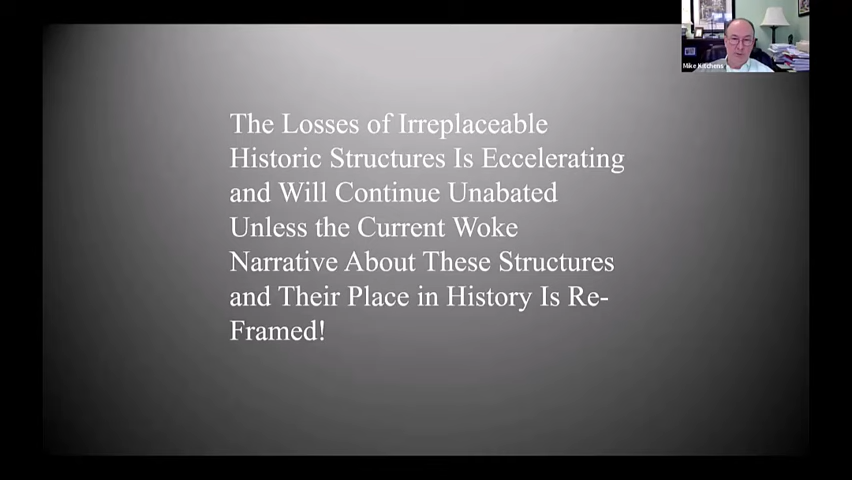 Mike Kitchens
The Losses of Irreplaceable
Historic Structures Is Eccelerating
and Will Continue Unabated
Unless the Current Woke
Narrative About These Structures
and Their Place in History Is Re-
Framed!